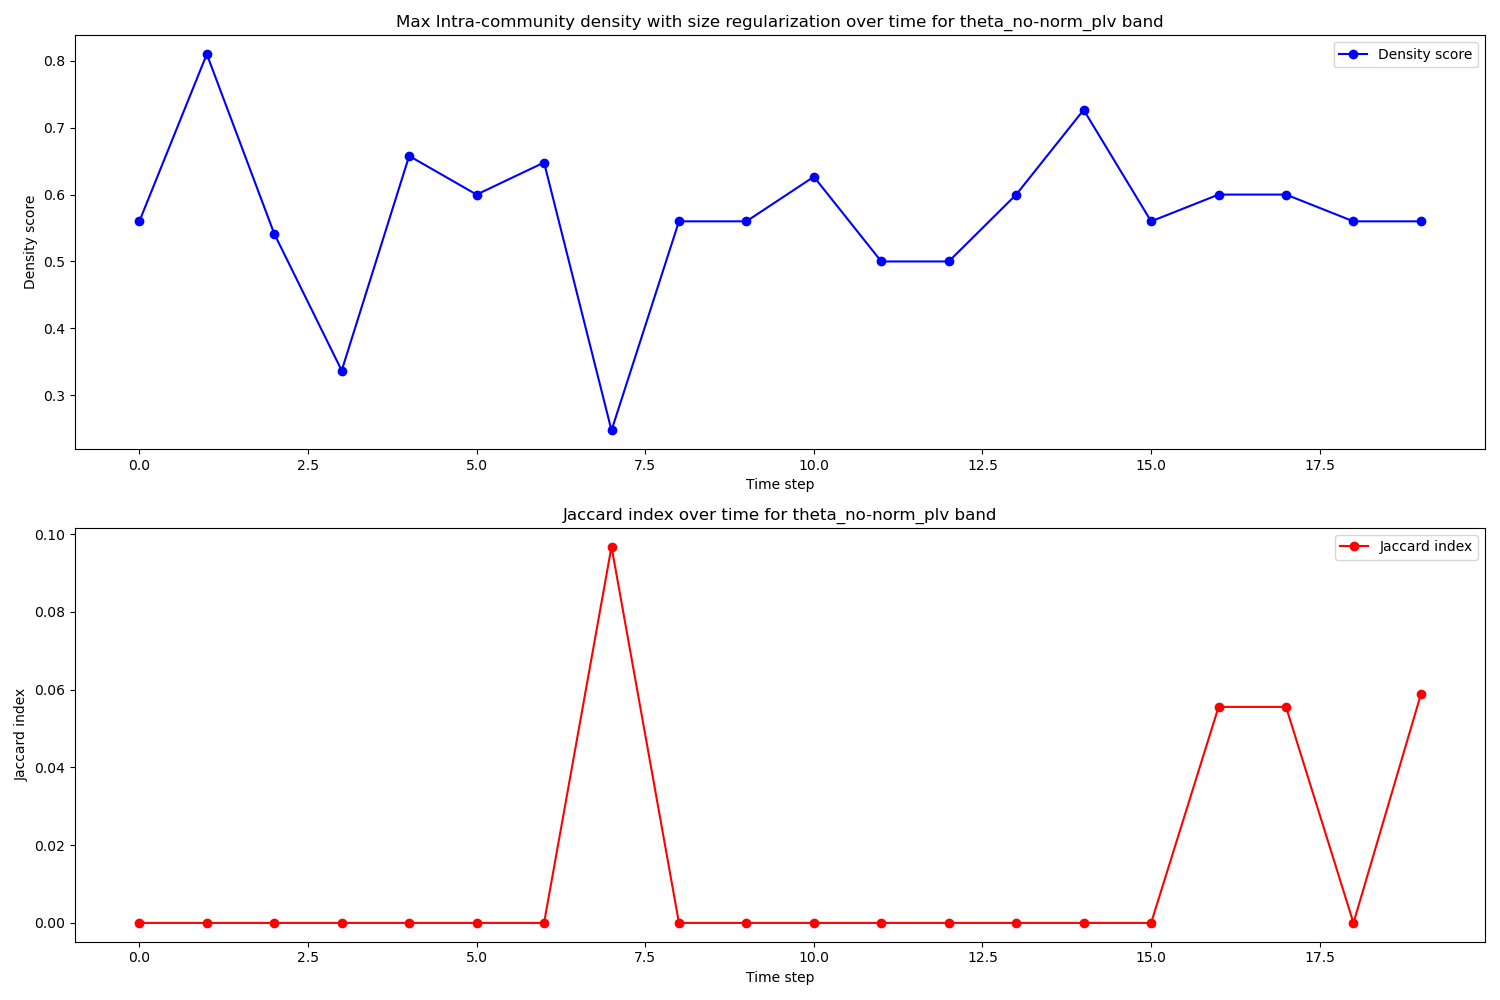 Max Intra-community density with size regularization over time for theta_no-norm_plv band
Density score
0.8
0.7
0.6
0.5
0.4
0.3
Density score
0.0 2.5 5.0 7.5 10.0 12.5 15.0 17.5
Time step
Jaccard index over time for theta_no-norm_plv band
Jaccard index
0.10
0.08
0.06
0.04
0.02
0.00
Jaccard index
0.0 2.5 5.0 7.5 10.0 12.5 15.0 17.5
Time step